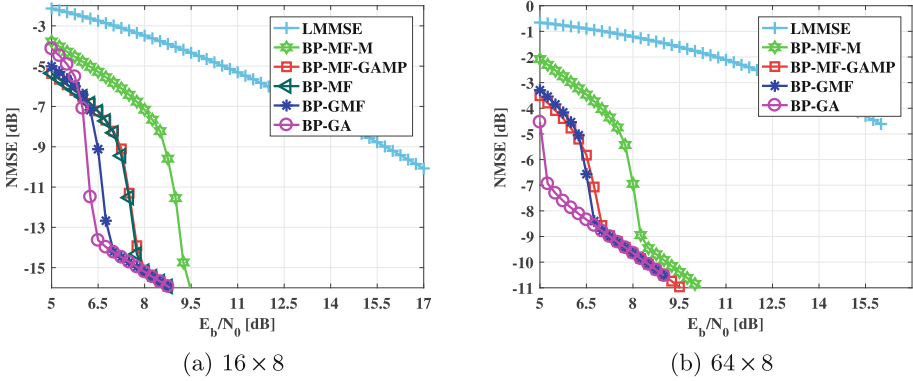 -3
-5
-7
-9
-11
-13
-15
NMSE [dB]
5
6.5
8
9.5
11
12.5
14
15.5
17
E_b/N_0 [dB]
LMMSE
BP-MF-M
BP-MF-GAMP
BP-MF
BP-GMF
BP-GA
(a) 16 × 8
0
-1
-2
-3
-4
-5
-6
-7
-8
-9
-10
-11
NMSE [dB]
5
6.5
8
9.5
11
12.5
14
15.5
17
E_b/N_0 [dB]
LMMSE
BP-MF-M
BP-MF-GAMP
BP-GMF
BP-GA
(b) 64 × 8